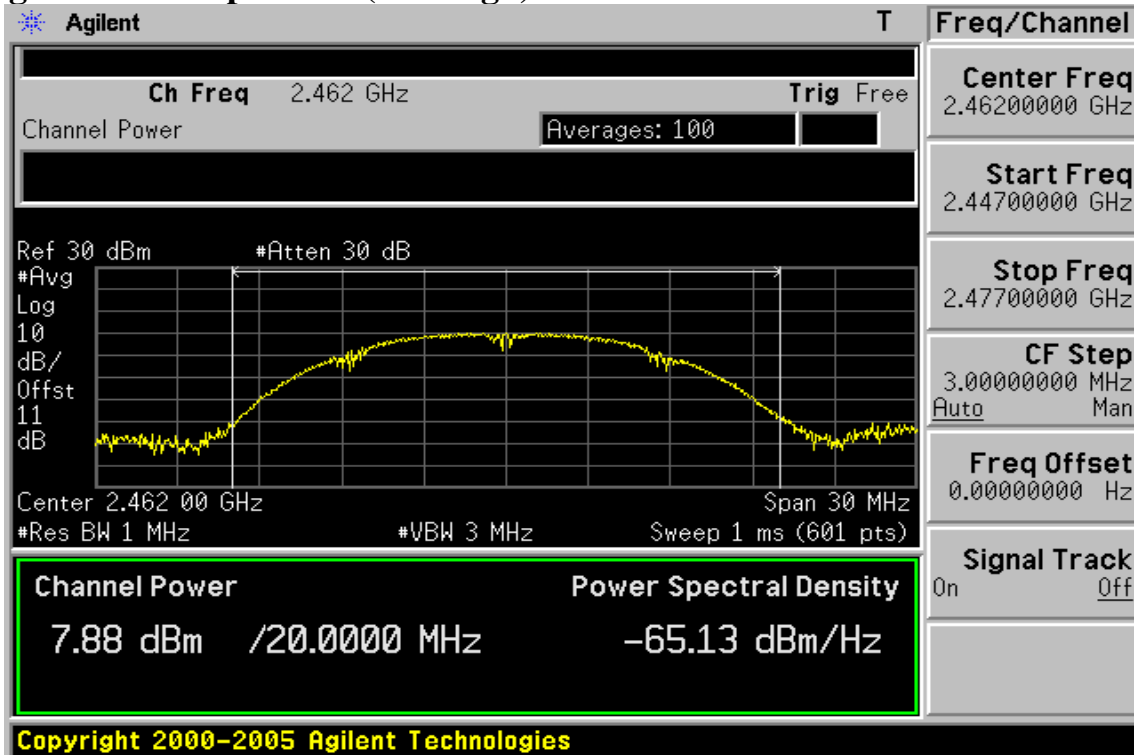 Agilent T
Ch Freq 2.462 GHz Trig Free
Channel Power Averages: 100
Ref 30 dBm #Atten 30 dB
#Avg
Log
10
dB/
Offst
11
dB
Center 2.462 00 GHz Span 30 MHz
#Res BW 1 MHz #VBW 3 MHz Sweep 1 ms (601 pts)
Channel Power Power Spectral Density
7.88 dBm /20.0000 MHz -65.13 dBm/Hz
Copyright 2000-2005 Agilent Technologies
Freq/Channel
Center Freq
2.46200000 GHz
Start Freq
2.44700000 GHz
Stop Freq
2.47700000 GHz
CF Step
3.00000000 MHz
Auto Man
Freq Offset
0.00000000 Hz
Signal Track
On Off